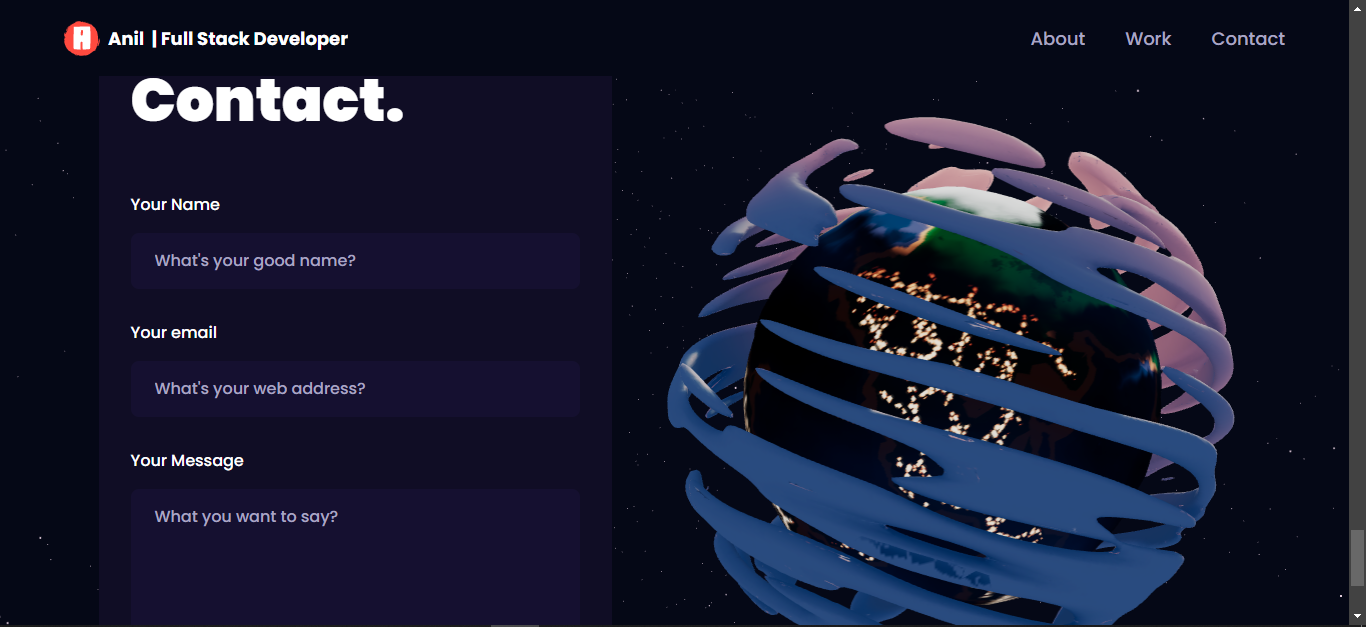 A
Anil | Full Stack Developer
About Work Contact
Contact.
Your Name
What's your good name?
Your email
What's your web address?
Your Message
What you want to say?